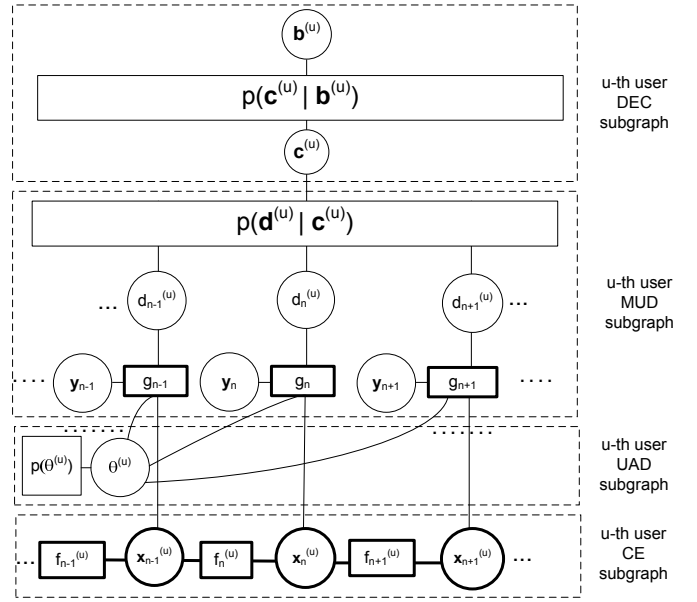 b^(u)
p(c^(u) | b^(u))
c^(u)
u-th user
DEC
subgraph
p(d^(u) | c^(u))
... d_n-1^(u) d_n^(u) d_n+1^(u) ...
u-th user
MUD
subgraph
.... y_n-1 g_n-1 y_n g_n y_n+1 g_n+1 ....
........ .......
p(θ^(u)) θ^(u)
u-th user
UAD
subgraph
... f_n-1^(u) x_n-1^(u) f_n^(u) x_n^(u) f_n+1^(u) x_n+1^(u) ...
u-th user
CE
subgraph